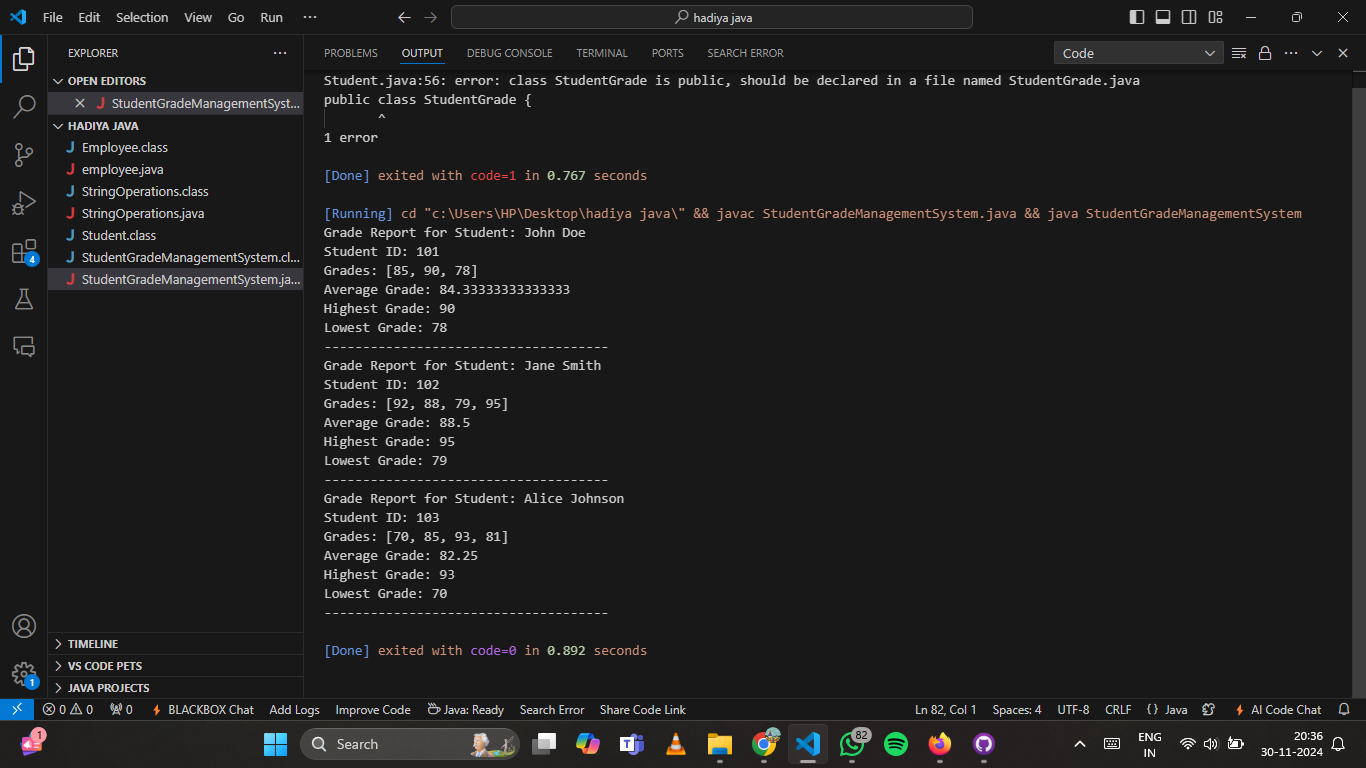 File Edit Selection View Go Run ···
hadiya java
EXPLORER ···
OPEN EDITORS
StudentGradeManagementSyst...
HADIYA JAVA
Employee.class
employee.java
StringOperations.class
StringOperations.java
Student.class
StudentGradeManagementSystem.cl...
StudentGradeManagementSystem.ja...
TIMELINE
VS CODE PETS
JAVA PROJECTS
4
1
PROBLEMS OUTPUT DEBUG CONSOLE TERMINAL PORTS SEARCH ERROR
Code
Student.java:56: error: class StudentGrade is public, should be declared in a file named StudentGrade.java
public class StudentGrade {
^
1 error
[Done] exited with code=1 in 0.767 seconds
[Running] cd "c:\Users\HP\Desktop\hadiya java\" && javac StudentGradeManagementSystem.java && java StudentGradeManagementSystem
Grade Report for Student: John Doe
Student ID: 101
Grades: [85, 90, 78]
Average Grade: 84.33333333333333
Highest Grade: 90
Lowest Grade: 78
-------------------------------------
Grade Report for Student: Jane Smith
Student ID: 102
Grades: [92, 88, 79, 95]
Average Grade: 88.5
Highest Grade: 95
Lowest Grade: 79
-------------------------------------
Grade Report for Student: Alice Johnson
Student ID: 103
Grades: [70, 85, 93, 81]
Average Grade: 82.25
Highest Grade: 93
Lowest Grade: 70
-------------------------------------
[Done] exited with code=0 in 0.892 seconds
0 0 0 BLACKBOX Chat Add Logs Improve Code Java: Ready Search Error Share Code Link Ln 82, Col 1 Spaces: 4 UTF-8 CRLF {} Java AI Code Chat
1
Search
82
ENG
IN
20:36
30-11-2024